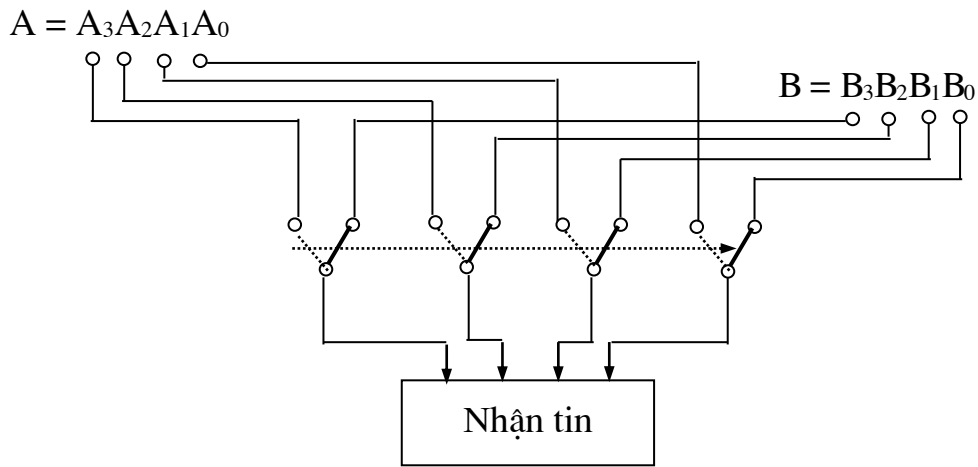 A = A₃A₂A₁A₀
B = B₃B₂B₁B₀
Nhận tin